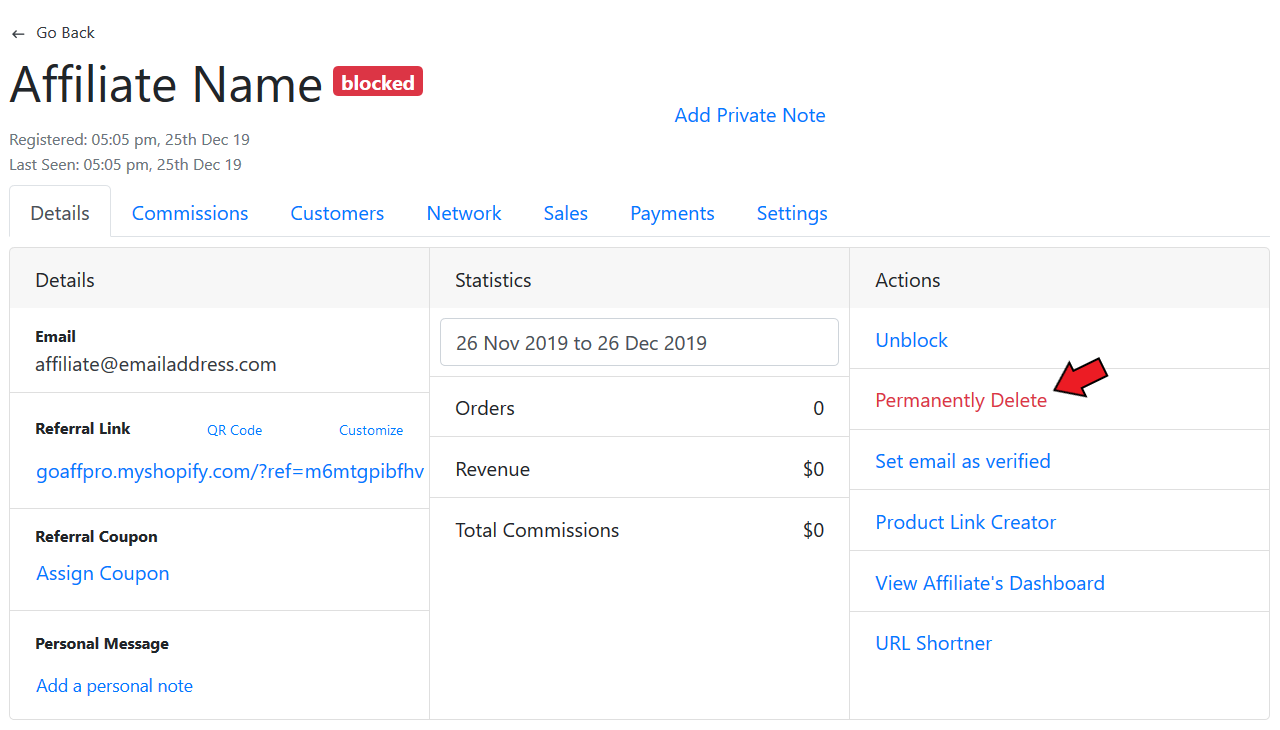 ← Go Back
Affiliate Name blocked
Add Private Note
Registered: 05:05 pm, 25th Dec 19
Last Seen: 05:05 pm, 25th Dec 19
Details Commissions Customers Network Sales Payments Settings
Details
Email
affiliate@emailaddress.com
Referral Link QR Code Customize
goaffpro.myshopify.com/?ref=m6mtgpibfhv
Referral Coupon
Assign Coupon
Personal Message
Add a personal note
Statistics
26 Nov 2019 to 26 Dec 2019
Orders 0
Revenue $0
Total Commissions $0
Actions
Unblock
Permanently Delete
Set email as verified
Product Link Creator
View Affiliate's Dashboard
URL Shortner